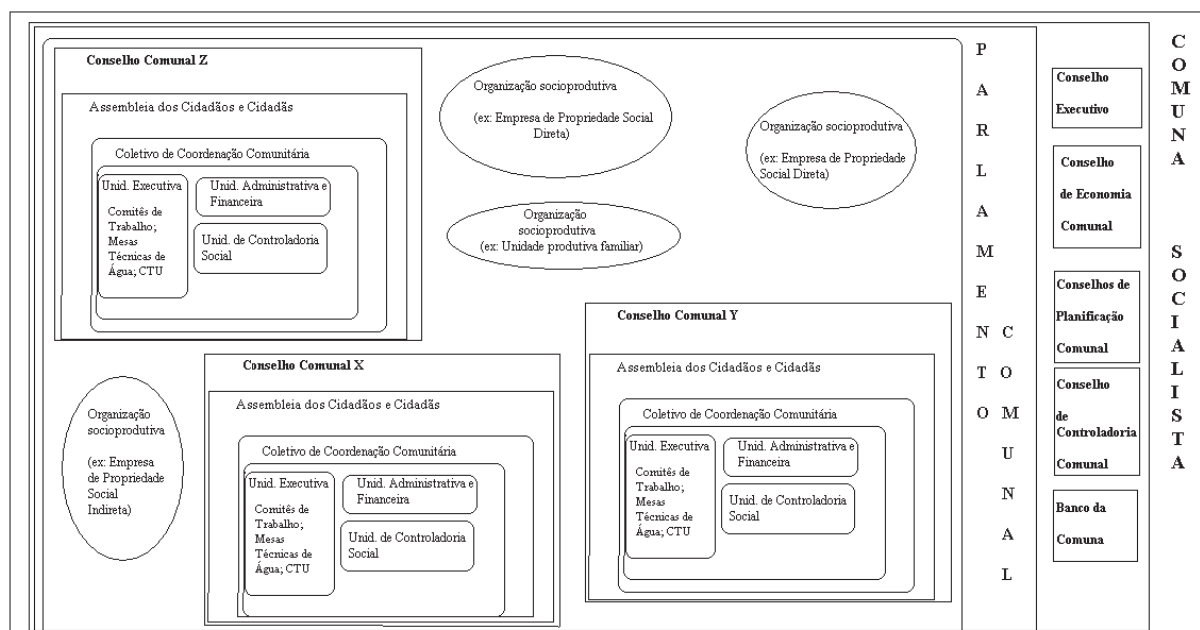 Conselho Comunal Z
Assembleia dos Cidadãos e Cidadãs
Coletivo de Coordenação Comunitária
Unid. Executiva
Comitês de
Trabalho;
Mesas
Técnicas de
Água; CTU
Unid. Administrativa e
Financeira
Unid. de Controladoria
Social
Organização socioprodutiva
(ex: Empresa de Propriedade Social
Direta)
Organização socioprodutiva
(ex: Empresa de Propriedade
Social Direta)
Organização
socioprodutiva
(ex: Unidade produtiva familiar)
Organização
socioprodutiva
(ex: Empresa
de Propriedade
Social
Indireta)
Conselho Comunal X
Assembleia dos Cidadãos e Cidadãs
Coletivo de Coordenação Comunitária
Unid. Executiva
Comitês de
Trabalho;
Mesas
Técnicas de
Água; CTU
Unid. Administrativa e
Financeira
Unid. de Controladoria
Social
Conselho Comunal Y
Assembleia dos Cidadãos e Cidadãs
Coletivo de Coordenação Comunitária
Unid. Executiva
Comitês de
Trabalho;
Mesas
Técnicas de
Água; CTU
Unid. Administrativa e
Financeira
Unid. de Controladoria
Social
PARLAMENTO
COMUNAL
Conselho
Executivo
Conselho
de Economia
Comunal
Conselhos de
Planificação
Comunal
Conselho
de
Controladoria
Comunal
Banco da
Comuna
COMUNA
SOCIALISTA